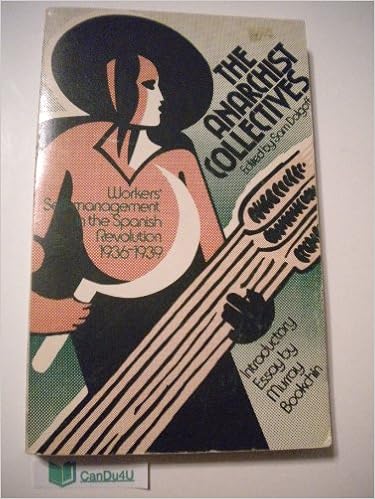 THE
ANARCHIST
COLLECTIVES
Edited by Sam Dolgoff
Workers'
Self-management
in the Spanish
Revolution
1936-1939
Introductory
Essay by
Murray
Bookchin
CanDu4U